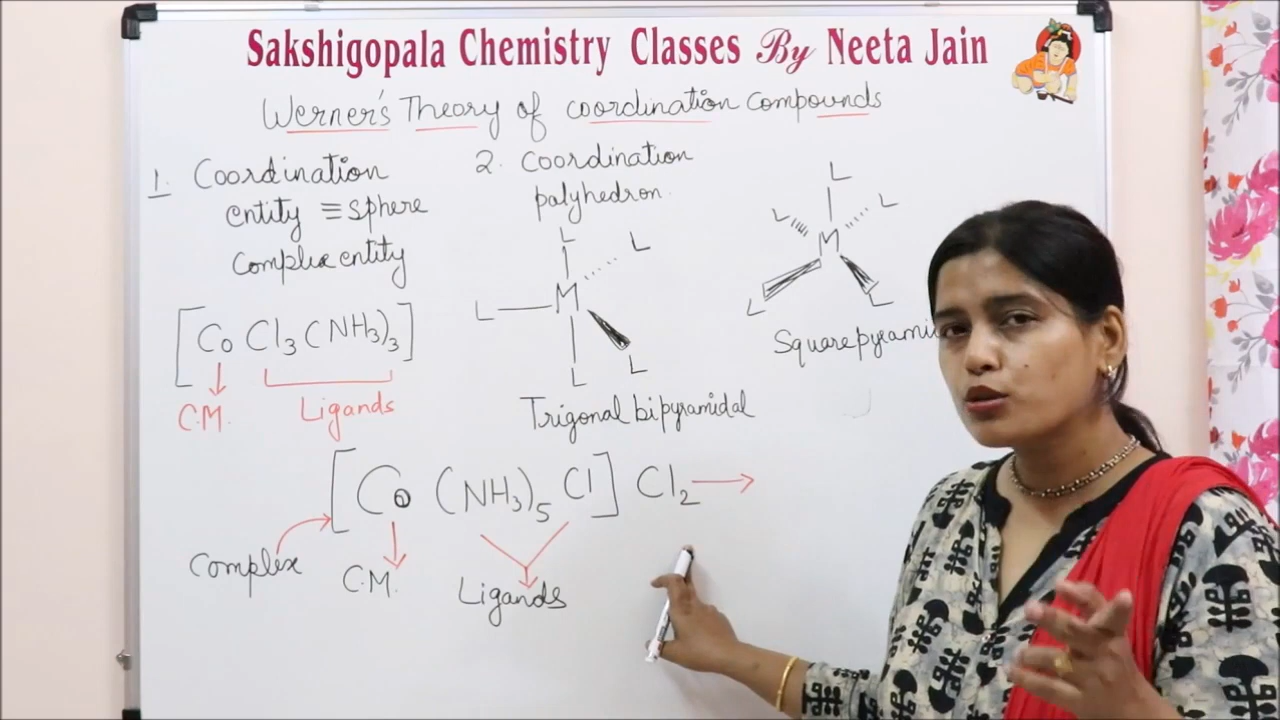 Sakshigopala Chemistry Classes By Neeta Jain
Werner's Theory of coordination compounds
1. Coordination
entity ≡ sphere
Complex entity
[Co Cl3 (NH3)3]
C.M. Ligands
2. Coordination
polyhedron.
L
L
L M
L
L
Trigonal bipyramidal
L
L L
M
L L
[Co (NH3)5 Cl] Cl2 →
Complex
C.M.
Ligands